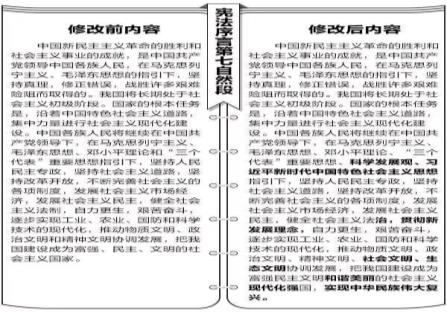 宪法序言第七自然段
修改前内容
中国新民主主义革命的胜利和
社会主义事业的成就，是中国共产
党领导中国各族人民，在马克思列
宁主义、毛泽东思想的指引下，坚
持真理，修正错误，战胜许多艰难
险阻而取得的。我国将长期处于社
会主义初级阶段。国家的根本任务
是，沿着中国特色社会主义道路，
集中力量进行社会主义现代化建
设。中国各族人民将继续在中国共
产党领导下，在马克思列宁主义、
毛泽东思想、邓小平理论和“三个
代表”重要思想指引下，坚持人民
民主专政，坚持社会主义道路，坚
持改革开放，不断完善社会主义的
各项制度，发展社会主义市场经
济，发展社会主义民主，健全社会
主义法制，自力更生，艰苦奋斗，
逐步实现工业、农业、国防和科学
技术的现代化，推动物质文明、政
治文明和精神文明协调发展，把我
国建设成为富强、民主、文明的社
会主义国家。
修改后内容
中国新民主主义革命的胜利和
社会主义事业的成就，是中国共产
党领导中国各族人民，在马克思列
宁主义、毛泽东思想的指引下，坚
持真理，修正错误，战胜许多艰难
险阻而取得的。我国将长期处于社
会主义初级阶段。国家的根本任务
是，沿着中国特色社会主义道路，
集中力量进行社会主义现代化建
设。中国各族人民将继续在中国共
产党领导下，在马克思列宁主义、
毛泽东思想、邓小平理论、“三个
代表”重要思想、科学发展观、习
近平新时代中国特色社会主义思想
指引下，坚持人民民主专政，坚持
社会主义道路，坚持改革开放，不
断完善社会主义的各项制度，发展
社会主义市场经济，发展社会主义
民主，健全社会主义法治，贯彻新
发展理念，自力更生，艰苦奋斗，
逐步实现工业、农业、国防和科学
技术的现代化，推动物质文明、政
治文明、精神文明、社会文明、生
态文明协调发展，把我国建设成为
富强民主文明和谐美丽的社会主义
现代化强国，实现中华民族伟大复
兴。